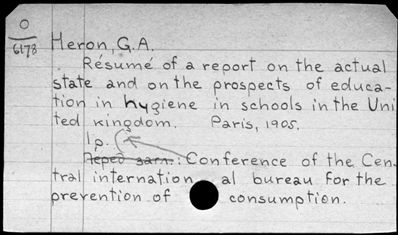 O
6178
Heron, G.A.
Résumé of a report on the actual
state and on the prospects of educa-
tion in hygiene in schools in the Uni
ted kingdom. Paris, 1905.
1 p. (
: Conference of the Cen
tral internation al bureau for the
prevention of consumption.